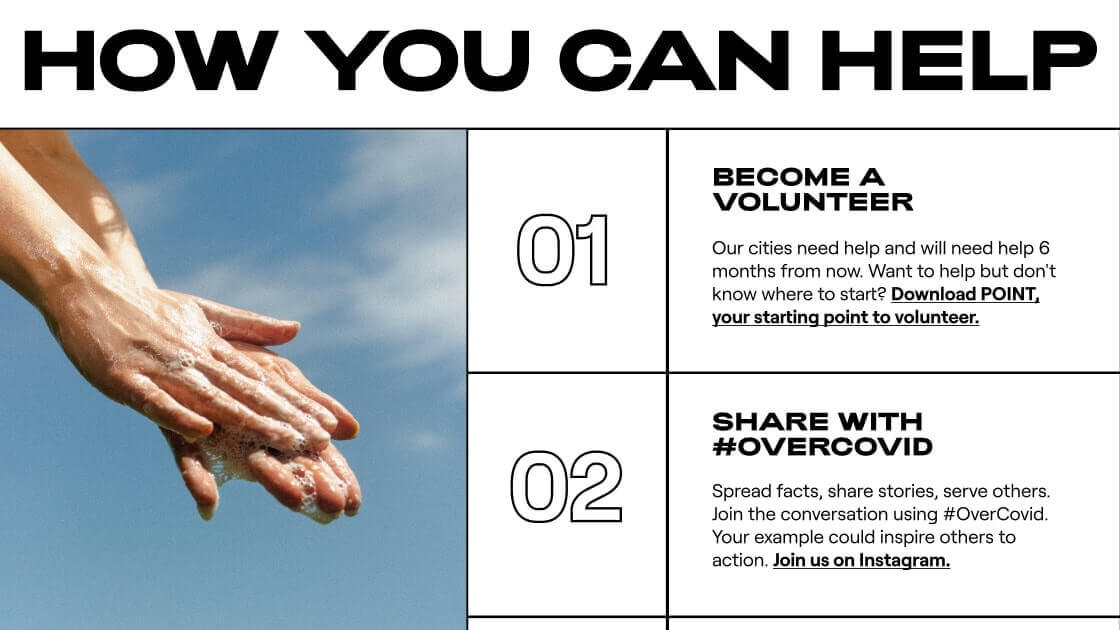 HOW YOU CAN HELP
01
BECOME A
VOLUNTEER
Our cities need help and will need help 6
months from now. Want to help but don't
know where to start? Download POINT,
your starting point to volunteer.
02
SHARE WITH
#OVERCOVID
Spread facts, share stories, serve others.
Join the conversation using #OverCovid.
Your example could inspire others to
action. Join us on Instagram.